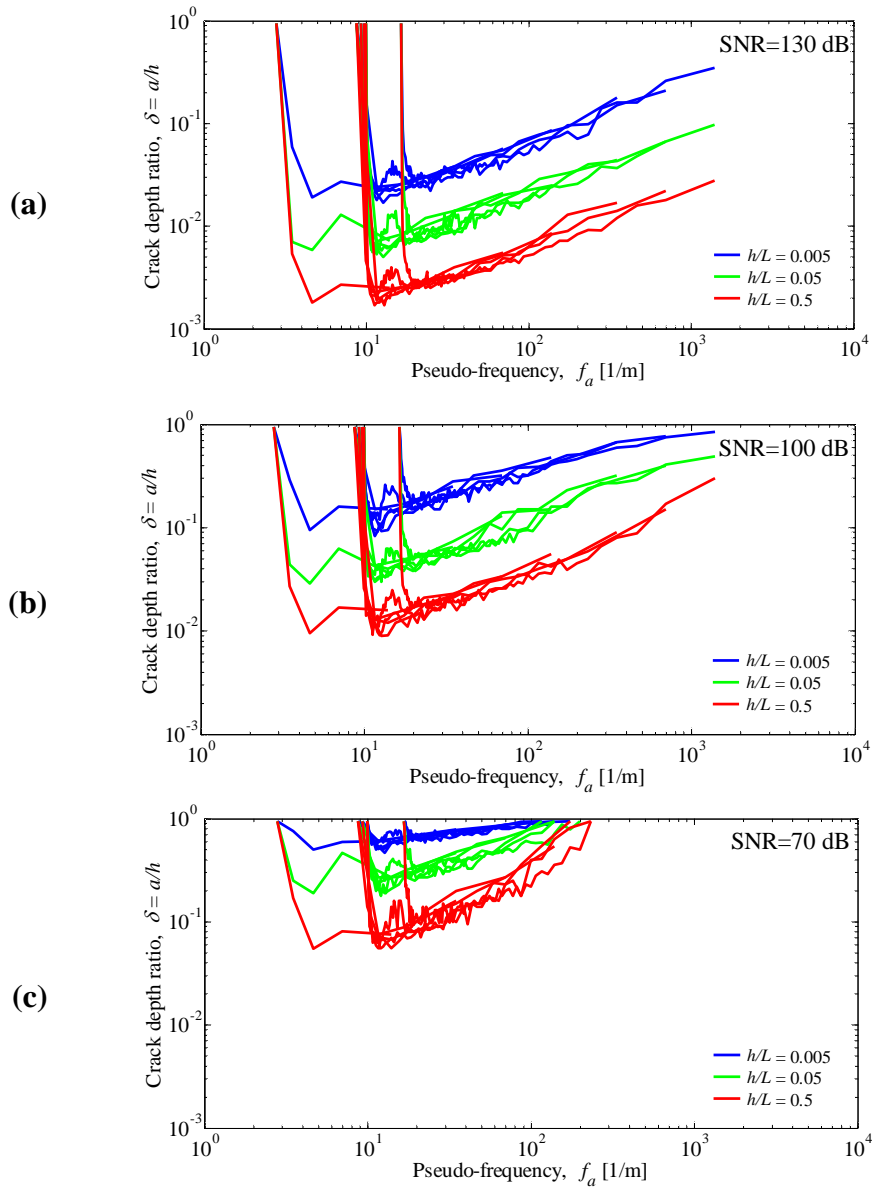 (a)
SNR=130 dB
Crack depth ratio, δ = a/h
10^0
10^-1
10^-2
10^-3
h/L = 0.005
h/L = 0.05
h/L = 0.5
10^0 10^1 10^2 10^3 10^4
Pseudo-frequency, f_a [1/m]
(b)
SNR=100 dB
Crack depth ratio, δ = a/h
10^0
10^-1
10^-2
10^-3
h/L = 0.005
h/L = 0.05
h/L = 0.5
10^0 10^1 10^2 10^3 10^4
Pseudo-frequency, f_a [1/m]
(c)
SNR=70 dB
Crack depth ratio, δ = a/h
10^0
10^-1
10^-2
10^-3
h/L = 0.005
h/L = 0.05
h/L = 0.5
10^0 10^1 10^2 10^3 10^4
Pseudo-frequency, f_a [1/m]